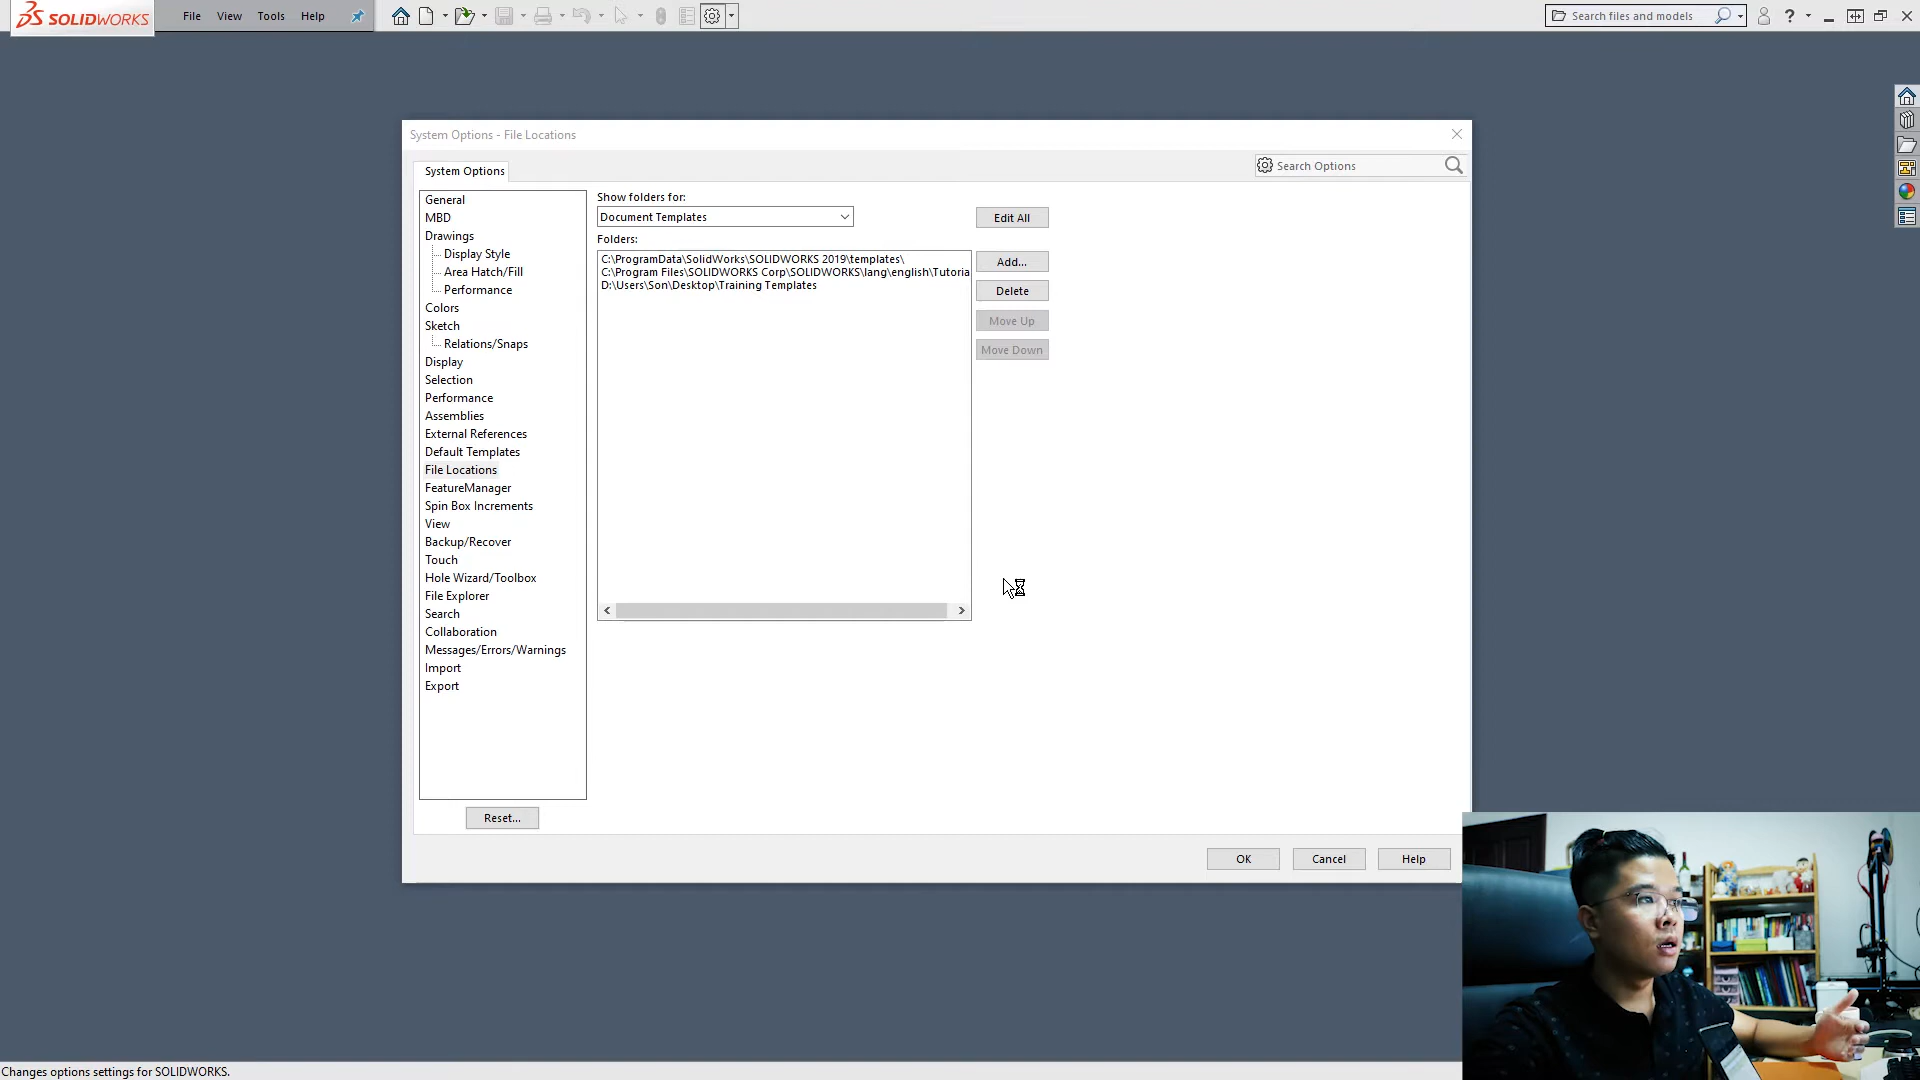 SOLIDWORKS
File
View
Tools
Help
Search files and models
?
System Options - File Locations
System Options
Search Options
General
MBD
Drawings
Display Style
Area Hatch/Fill
Performance
Colors
Sketch
Relations/Snaps
Display
Selection
Performance
Assemblies
External References
Default Templates
File Locations
FeatureManager
Spin Box Increments
View
Backup/Recover
Touch
Hole Wizard/Toolbox
File Explorer
Search
Collaboration
Messages/Errors/Warnings
Import
Export
Reset...
Show folders for:
Document Templates
Edit All
Folders:
C:\ProgramData\SolidWorks\SOLIDWORKS 2019\templates\
C:\Program Files\SOLIDWORKS Corp\SOLIDWORKS\lang\english\Tutoria
D:\Users\Son\Desktop\Training Templates
Add...
Delete
Move Up
Move Down
OK
Cancel
Help
Changes options settings for SOLIDWORKS.